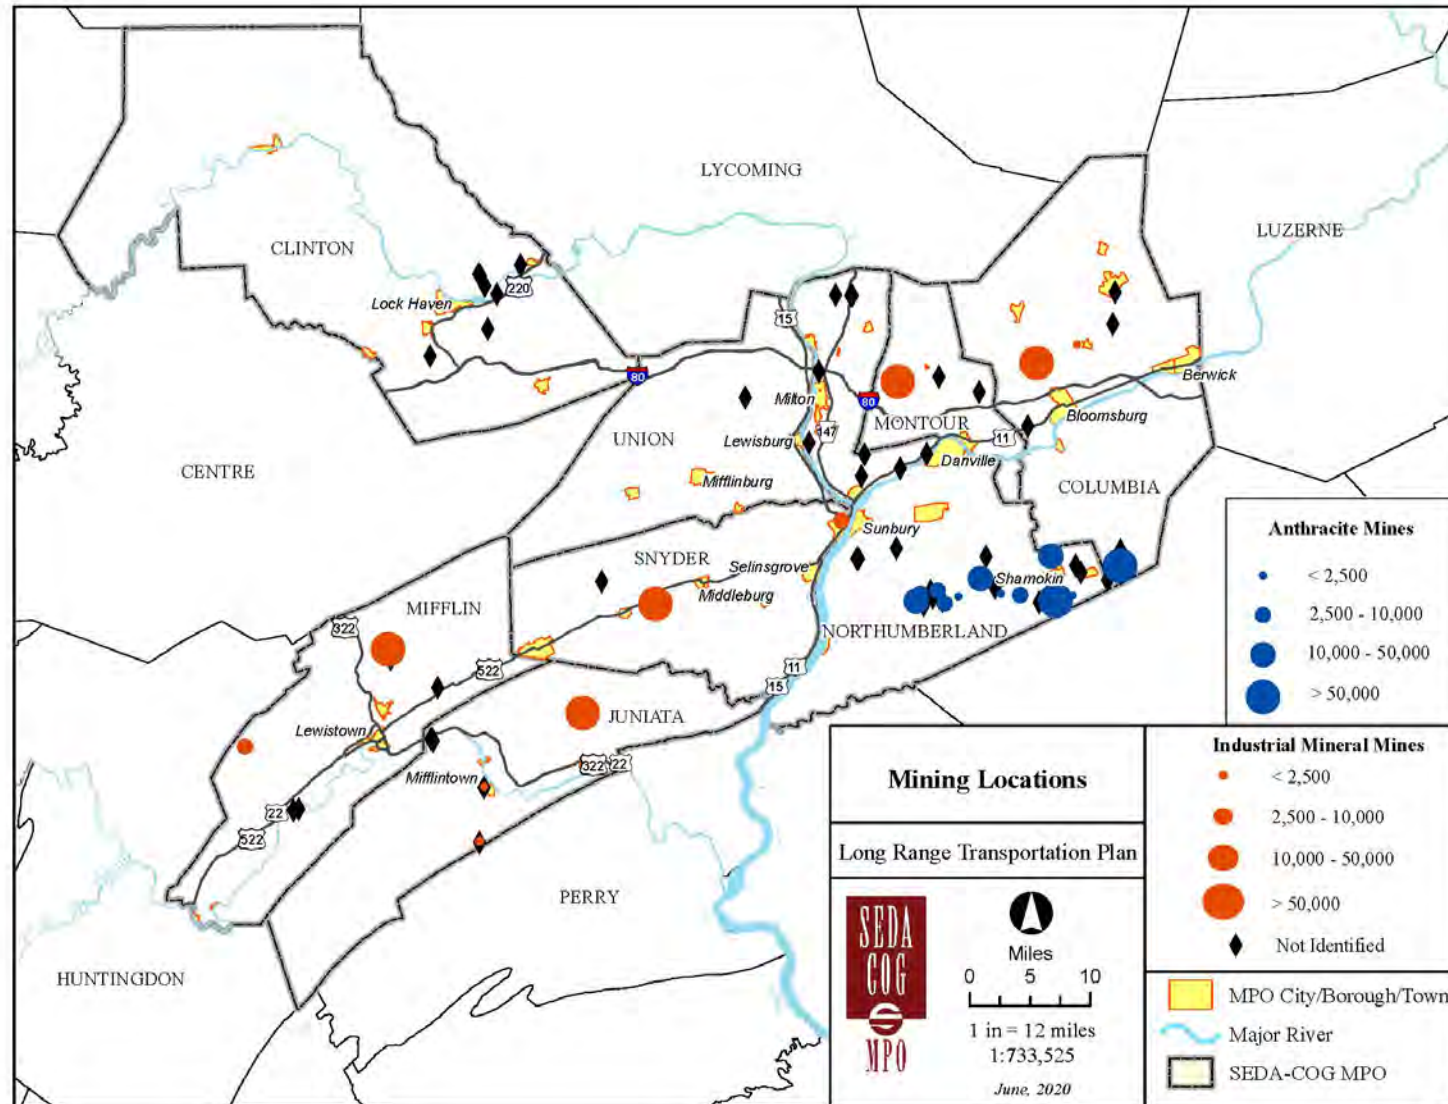 LYCOMING
LUZERNE
CLINTON
220
Lock Haven
15
80
Berwick
Milton
80
Bloomsburg
MONTOUR
147
UNION
Lewisburg
11
Danville
CENTRE
Mifflinburg
COLUMBIA
Sunbury
SNYDER
Selinsgrove
Shamokin
Middleburg
MIFFLIN
322
NORTHUMBERLAND
522
11
15
JUNIATA
Lewistown
322
22
Mifflintown
22
522
PERRY
HUNTINGDON
Anthracite Mines
< 2,500
2,500 - 10,000
10,000 - 50,000
> 50,000
Mining Locations
Long Range Transportation Plan
SEDA
COG
MPO
Miles
0 5 10
1 in = 12 miles
1:733,525
June, 2020
Industrial Mineral Mines
< 2,500
2,500 - 10,000
10,000 - 50,000
> 50,000
Not Identified
MPO City/Borough/Town
Major River
SEDA-COG MPO